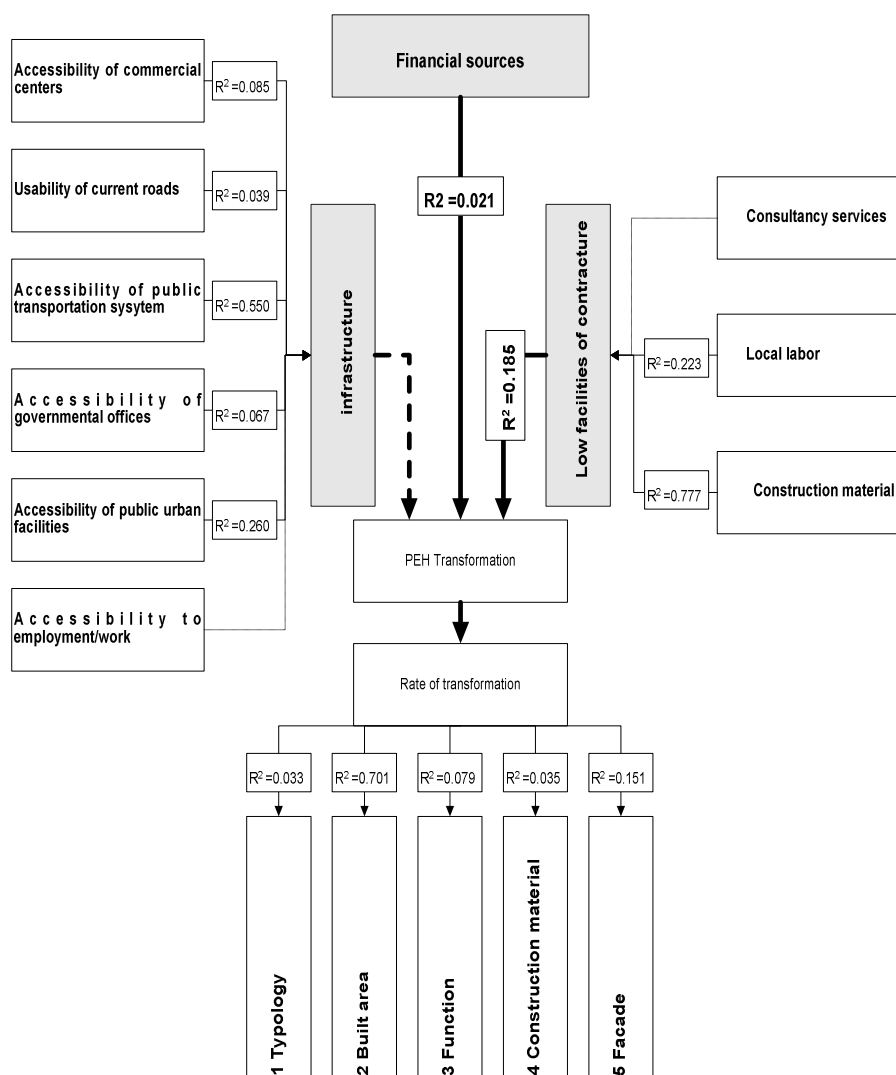 Financial sources
Accessibility of commercial
centers
R² =0.085
Usability of current roads
R² =0.039
R2 =0.021
Accessibility of public
transportation sysytem
R² =0.550
Accessibility of
governmental offices
R² =0.067
Accessibility of public urban
facilities
R² =0.260
Accessibility to
employment/work
infrastructure
R² =0.185
Low facilities of contracture
Consultancy services
R² =0.223
Local labor
R² =0.777
Construction material
PEH Transformation
Rate of transformation
R² =0.033
R² =0.701
R² =0.079
R² =0.035
R² =0.151
1 Typology
2 Built area
3 Function
4 Construction material
5 Facade